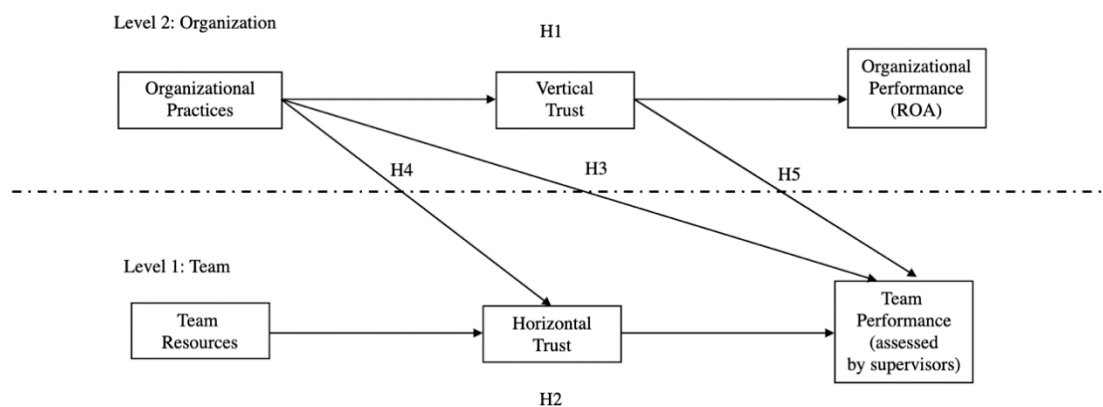 Level 2: Organization
H1
Organizational
Practices
Vertical
Trust
Organizational
Performance
(ROA)
H4
H3
H5
Level 1: Team
Team
Resources
Horizontal
Trust
Team
Performance
(assessed
by supervisors)
H2